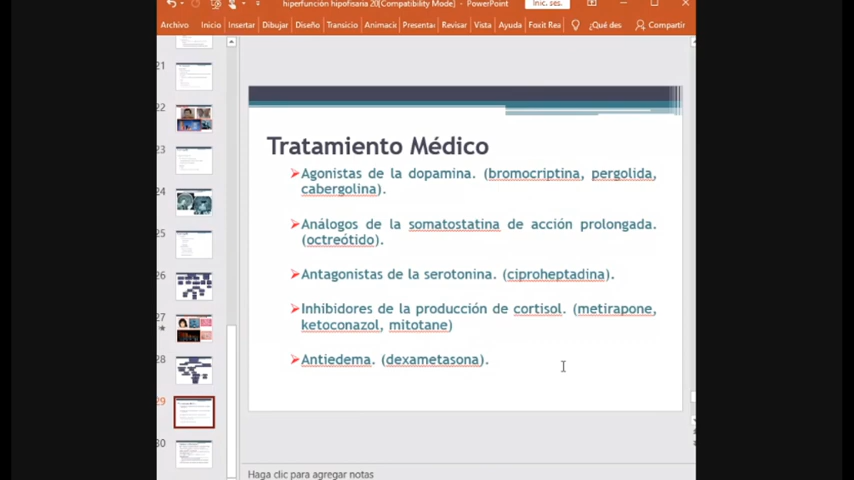 hiperfunción hipofisaria 20[Compatibility Mode] - PowerPoint
Inic. ses.
Archivo Inicio Insertar Dibujar Diseño Transicio Animacio Presentar Revisar Vista Ayuda Foxit Rea ¿Qué des Compartir
21
22
23
24
25
26
27
28
29
30
Tratamiento Médico
Agonistas de la dopamina. (bromocriptina, pergolida,
cabergolina).
Análogos de la somatostatina de acción prolongada.
(octreótido).
Antagonistas de la serotonina. (ciproheptadina).
Inhibidores de la producción de cortisol. (metirapone,
ketoconazol, mitotane)
Antiedema. (dexametasona).
Haga clic para agregar notas